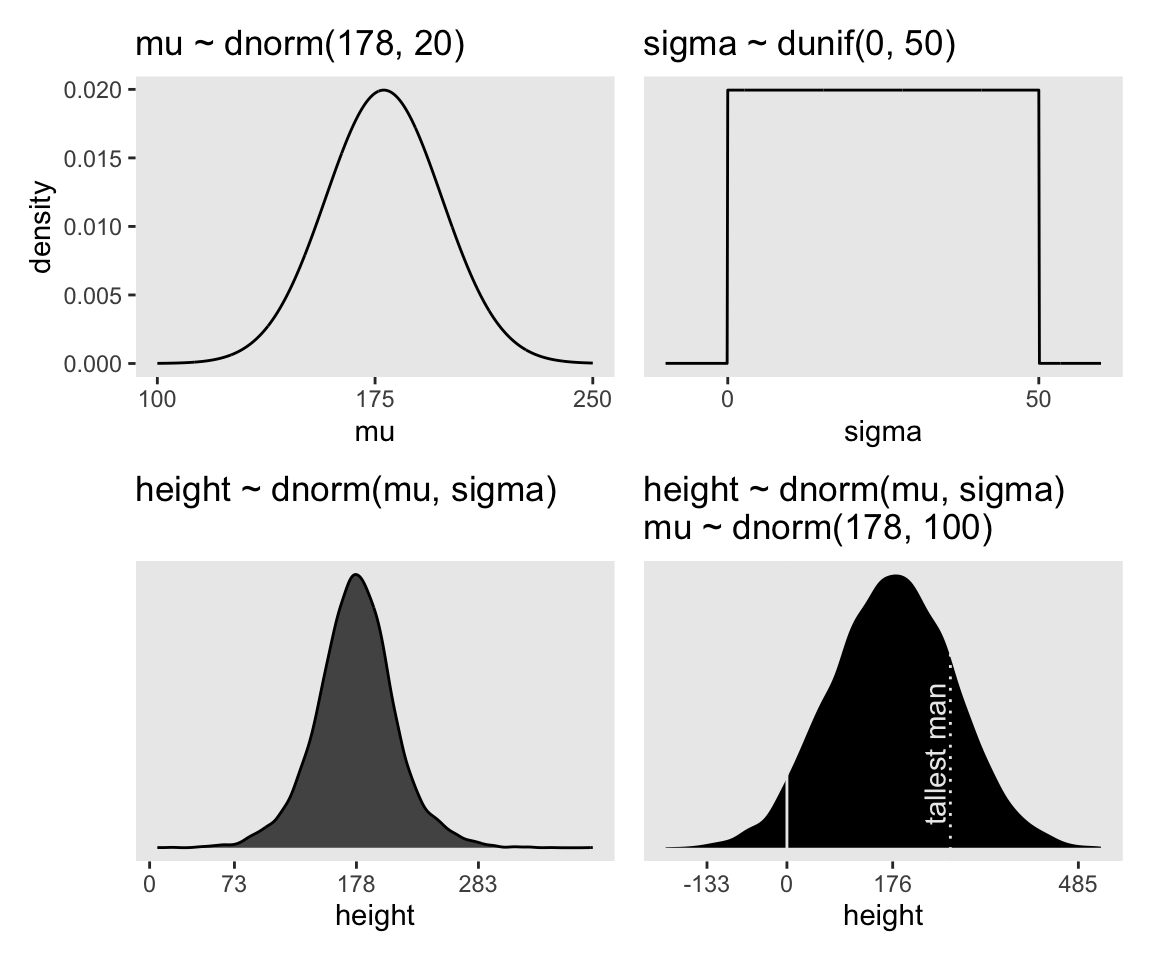 mu ~ dnorm(178, 20)
sigma ~ dunif(0, 50)
density
0.020
0.015
0.010
0.005
0.000
100 175 250
mu
0 50
sigma
height ~ dnorm(mu, sigma)
height ~ dnorm(mu, sigma)
mu ~ dnorm(178, 100)
tallest man
0 73 178 283
height
-133 0 176 485
height